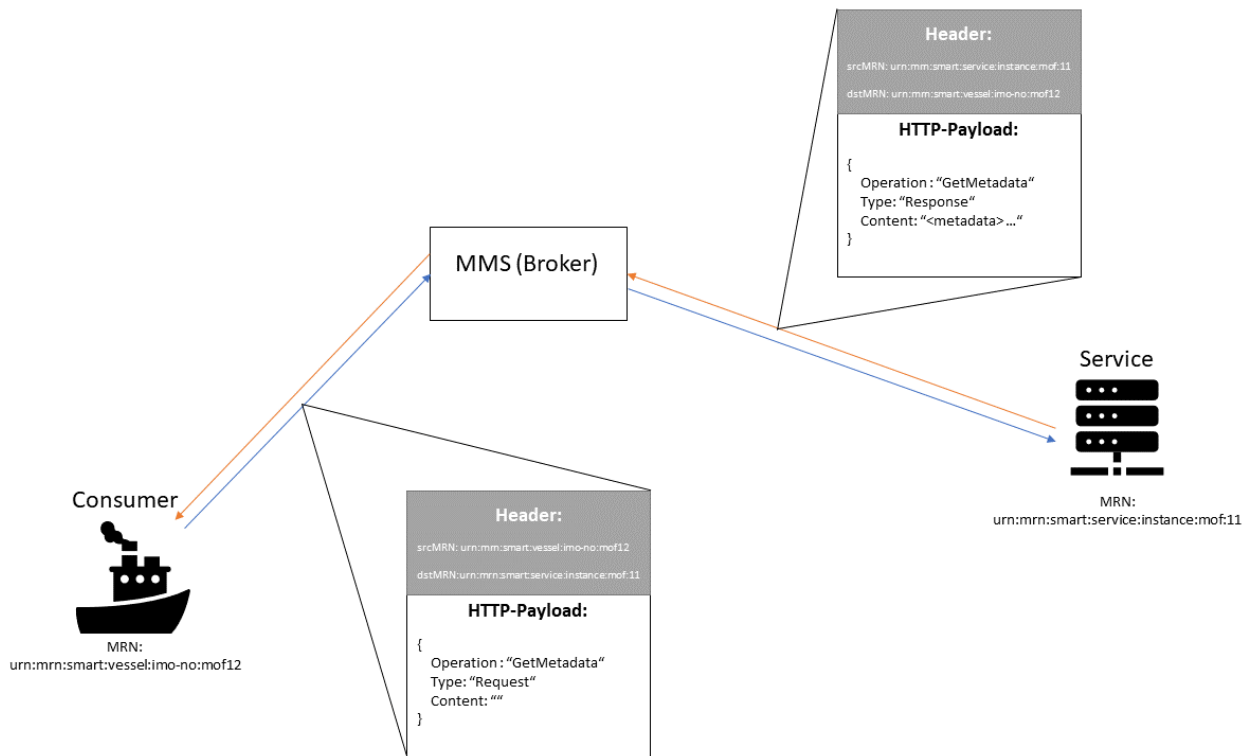 Header:
srcMRN: urn:mrn:smart:service:instance:mof:11
dstMRN: urn:mrn:smart:vessel:imo-no:mof12
HTTP-Payload:
{
Operation : “GetMetadata“
Type: “Response“
Content: “<metadata> ...“
}
MMS (Broker)
Service
MRN:
urn:mrn:smart:service:instance:mof:11
Consumer
MRN:
urn:mrn:smart:vessel:imo-no:mof12
Header:
srcMRN: urn:mrn:smart:vessel:imo-no:mof12
dstMRN:urn:mrn:smart:service:instance:mof:11
HTTP-Payload:
{
Operation : “GetMetadata“
Type: “Request“
Content: ““
}